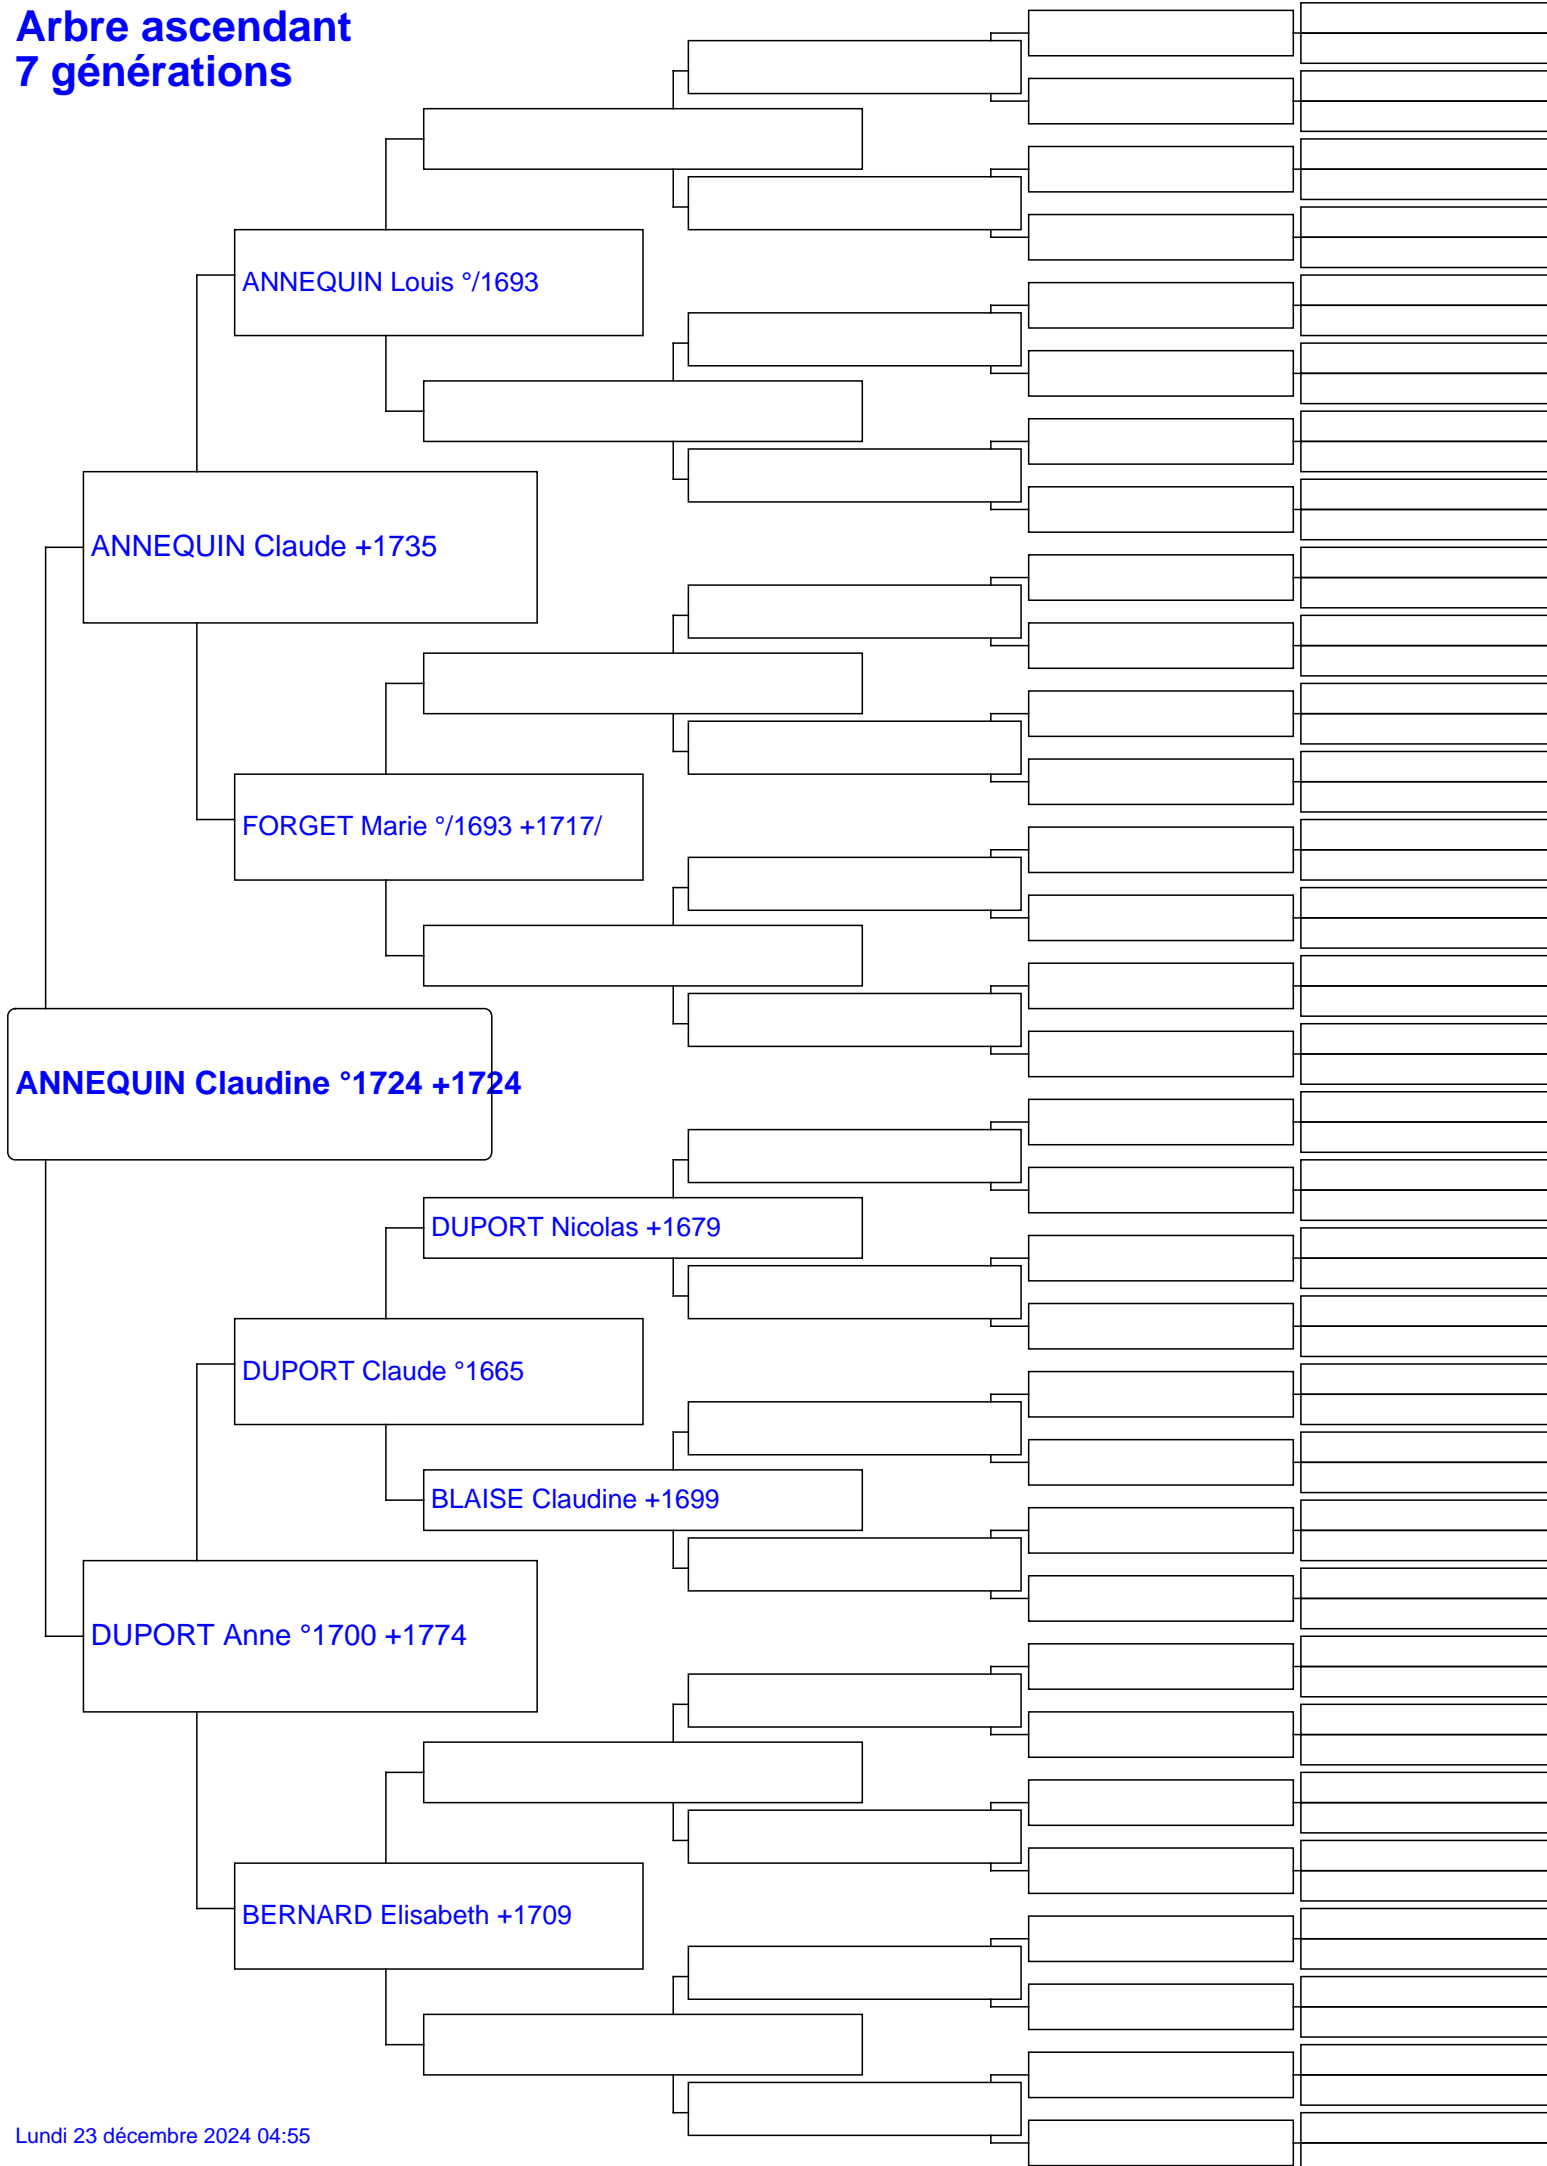 Arbre ascendant
7 générations
ANNEQUIN Louis °/1693
ANNEQUIN Claude +1735
FORGET Marie °/1693 +1717/
ANNEQUIN Claudine °1724 +1724
DUPORT Nicolas +1679
DUPORT Claude °1665
BLAISE Claudine +1699
DUPORT Anne °1700 +1774
BERNARD Elisabeth +1709
Lundi 23 décembre 2024 04:55